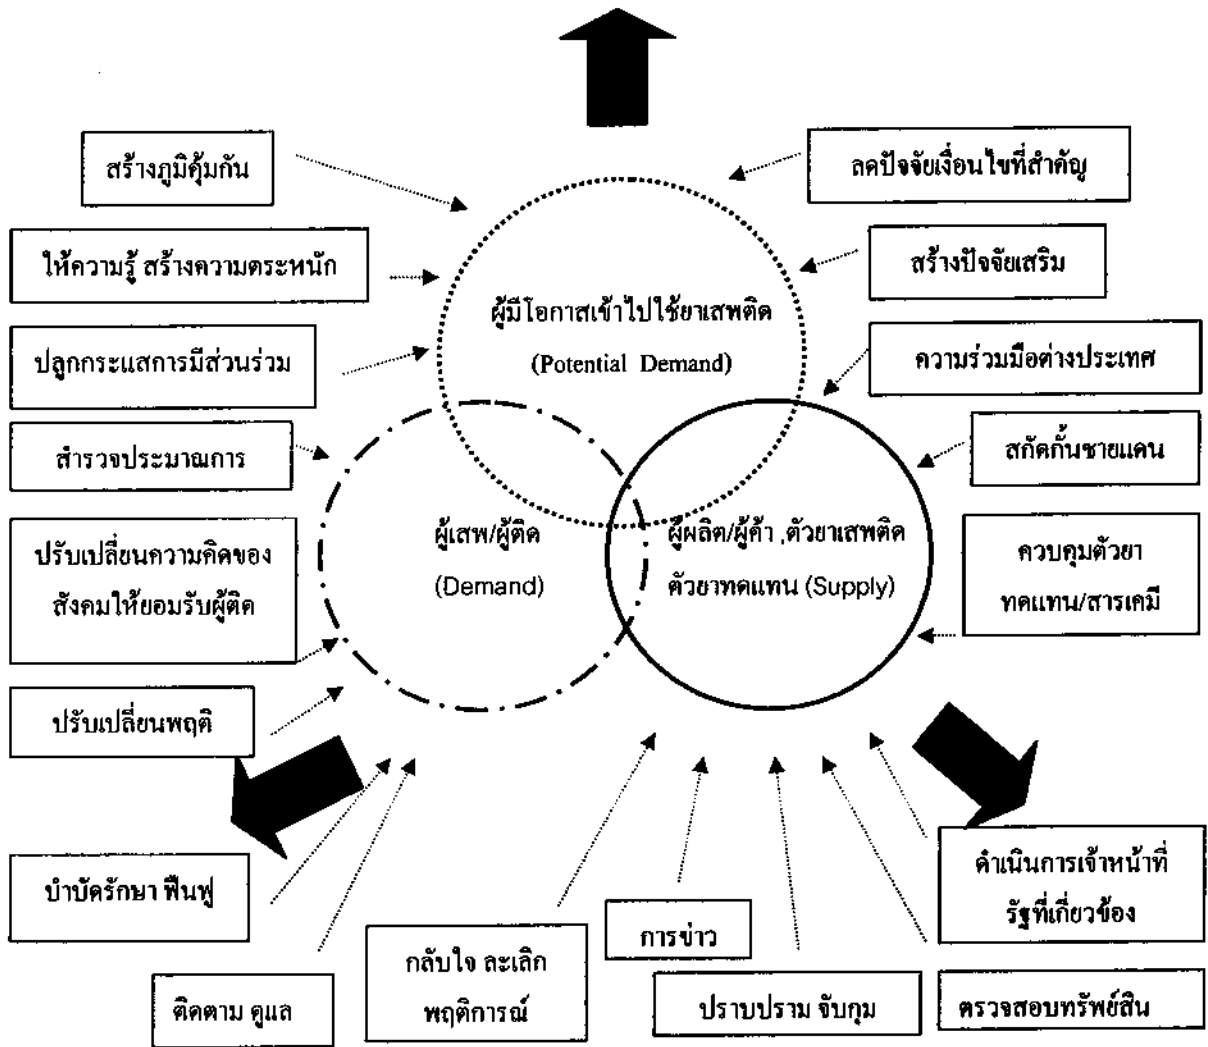 สร้างภูมิคุ้มกัน
ลดปัจจัยเงื่อนไขที่สำคัญ
ให้ความรู้ สร้างความตระหนัก
สร้างปัจจัยเสริม
ผู้มีโอกาสเข้าไปใช้ยาเสพติด
(Potential Demand)
ปลูกกระแสการมีส่วนร่วม
ความร่วมมือต่างประเทศ
สำรวจประมาณการ
สกัดกั้นชายแดน
ปรับเปลี่ยนความคิดของ
สังคมให้ยอมรับผู้ติด
ผู้เสพ/ผู้ติด
(Demand)
ผู้ผลิต/ผู้ค้า ,ตัวยาเสพติด
ตัวยาทดแทน (Supply)
ควบคุมตัวยา
ทดแทน/สารเคมี
ปรับเปลี่ยนพฤติ
บำบัดรักษา ฟื้นฟู
ดำเนินการเจ้าหน้าที่
รัฐที่เกี่ยวข้อง
ติดตาม ดูแล
กลับใจ ละเลิก
พฤติการณ์
การข่าว
ปราบปราม จับกุม
ตรวจสอบทรัพย์สิน